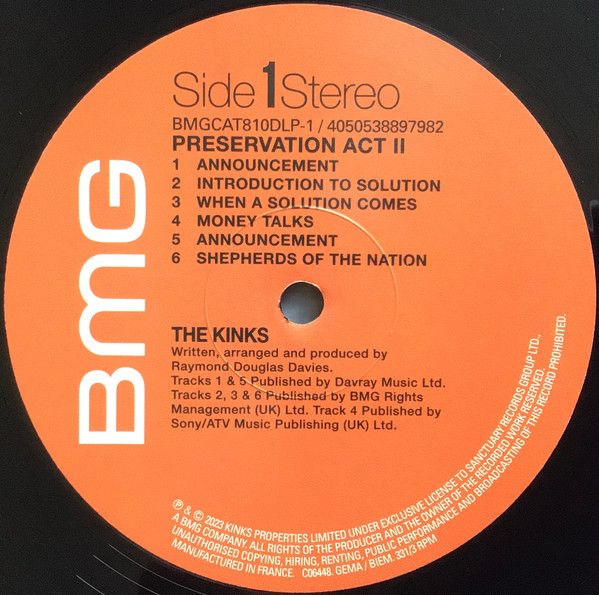 Side 1 Stereo
BMGCAT810DLP-1 / 4050538897982
PRESERVATION ACT II
1 ANNOUNCEMENT
2 INTRODUCTION TO SOLUTION
3 WHEN A SOLUTION COMES
4 MONEY TALKS
5 ANNOUNCEMENT
6 SHEPHERDS OF THE NATION
BMG
THE KINKS
Written, arranged and produced by
Raymond Douglas Davies.
Tracks 1 & 5 Published by Davray Music Ltd.
Tracks 2, 3 & 6 Published by BMG Rights
Management (UK) Ltd. Track 4 Published by
Sony/ATV Music Publishing (UK) Ltd.
℗ & © 2023 KINKS PROPERTIES LIMITED UNDER EXCLUSIVE LICENSE TO SANCTUARY RECORDS GROUP LTD.,
A BMG COMPANY. ALL RIGHTS OF THE PRODUCER AND THE OWNER OF THE RECORDED WORK RESERVED.
UNAUTHORISED COPYING, HIRING, RENTING, PUBLIC PERFORMANCE AND BROADCASTING OF THIS RECORD PROHIBITED.
MANUFACTURED IN FRANCE. C06448. GEMA / BIEM. 331/3 RPM